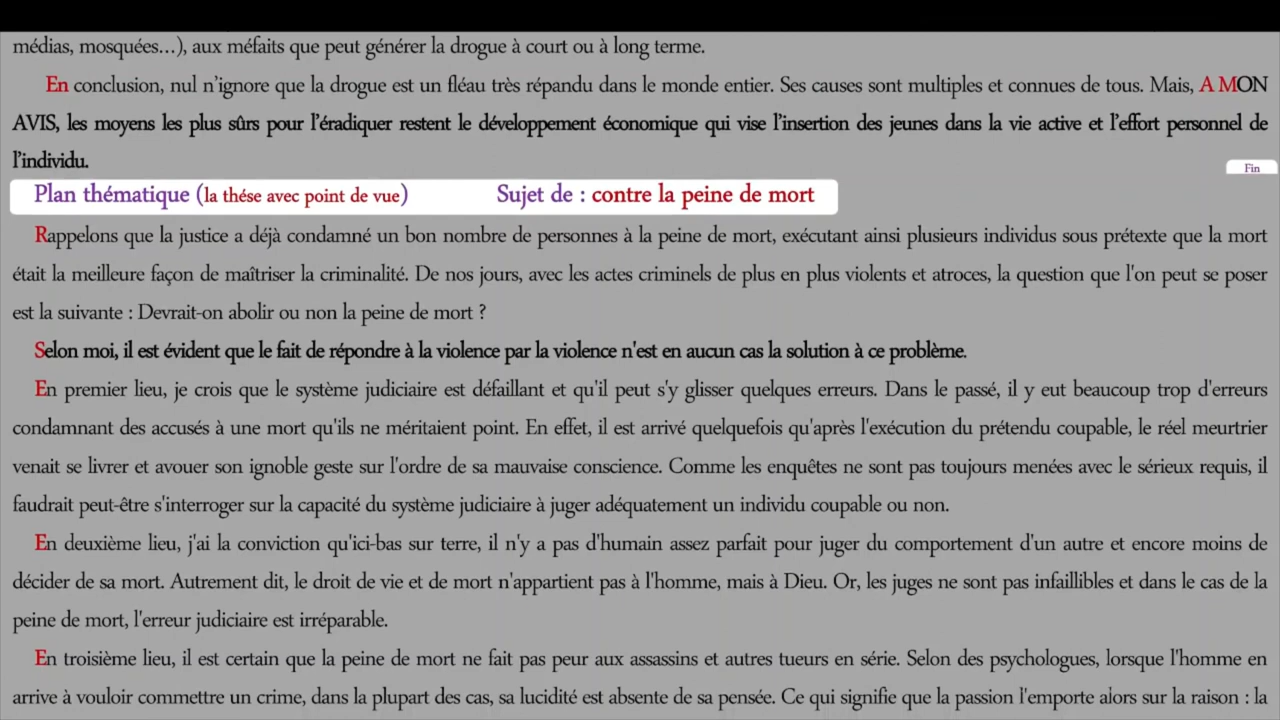 médias, mosquées…), aux méfaits que peut générer la drogue à court ou à long terme.
En conclusion, nul n’ignore que la drogue est un fléau très répandu dans le monde entier. Ses causes sont multiples et connues de tous. Mais, A MON
AVIS, les moyens les plus sûrs pour l’éradiquer restent le développement économique qui vise l’insertion des jeunes dans la vie active et l’effort personnel de
l’individu.
Fin
Plan thématique (la thése avec point de vue) Sujet de : contre la peine de mort
Rappelons que la justice a déjà condamné un bon nombre de personnes à la peine de mort, exécutant ainsi plusieurs individus sous prétexte que la mort
était la meilleure façon de maîtriser la criminalité. De nos jours, avec les actes criminels de plus en plus violents et atroces, la question que l'on peut se poser
est la suivante : Devrait-on abolir ou non la peine de mort ?
Selon moi, il est évident que le fait de répondre à la violence par la violence n'est en aucun cas la solution à ce problème.
En premier lieu, je crois que le système judiciaire est défaillant et qu'il peut s'y glisser quelques erreurs. Dans le passé, il y eut beaucoup trop d'erreurs
condamnant des accusés à une mort qu'ils ne méritaient point. En effet, il est arrivé quelquefois qu'après l'exécution du prétendu coupable, le réel meurtrier
venait se livrer et avouer son ignoble geste sur l'ordre de sa mauvaise conscience. Comme les enquêtes ne sont pas toujours menées avec le sérieux requis, il
faudrait peut-être s'interroger sur la capacité du système judiciaire à juger adéquatement un individu coupable ou non.
En deuxième lieu, j'ai la conviction qu'ici-bas sur terre, il n'y a pas d'humain assez parfait pour juger du comportement d'un autre et encore moins de
décider de sa mort. Autrement dit, le droit de vie et de mort n'appartient pas à l'homme, mais à Dieu. Or, les juges ne sont pas infaillibles et dans le cas de la
peine de mort, l'erreur judiciaire est irréparable.
En troisième lieu, il est certain que la peine de mort ne fait pas peur aux assassins et autres tueurs en série. Selon des psychologues, lorsque l'homme en
arrive à vouloir commettre un crime, dans la plupart des cas, sa lucidité est absente de sa pensée. Ce qui signifie que la passion l'emporte alors sur la raison : la